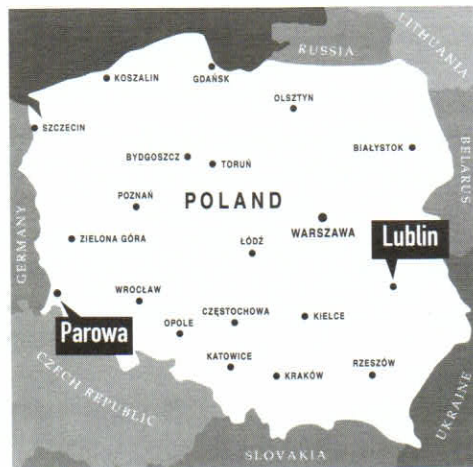 LITHUANIA
RUSSIA
KOSZALIN
GDAŃSK
OLSZTYN
SZCZECIN
BIAŁYSTOK
BYDGOSZCZ
TORUŃ
BELARUS
POZNAŃ
POLAND
WARSZAWA
GERMANY
ZIELONA GÓRA
ŁÓDŹ
Lublin
WROCŁAW
Parowa
OPOLE
CZĘSTOCHOWA
KIELCE
KATOWICE
KRAKÓW
RZESZÓW
CZECH REPUBLIC
UKRAINE
SLOVAKIA